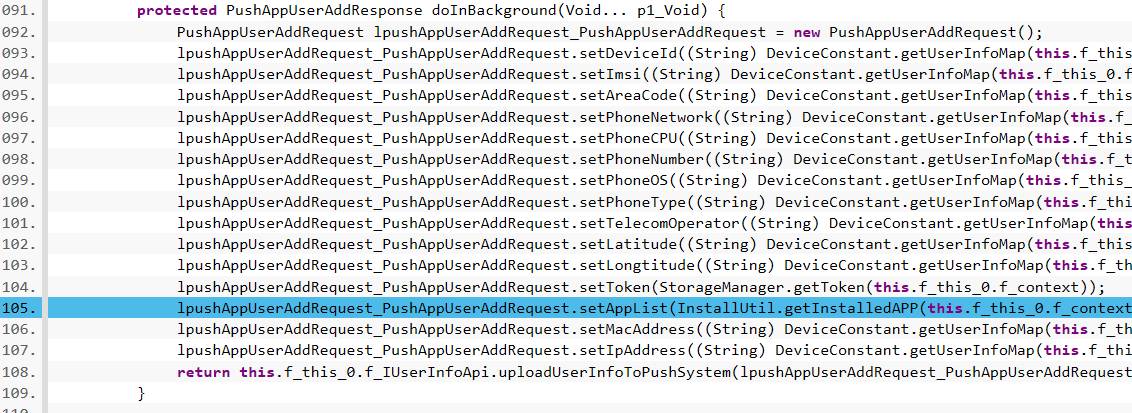 091. protected PushAppUserAddResponse doInBackground(Void... p1_Void) {
092. PushAppUserAddRequest lpushAppUserAddRequest_PushAppUserAddRequest = new PushAppUserAddRequest();
093. lpushAppUserAddRequest_PushAppUserAddRequest.setDeviceId((String) DeviceConstant.getUserInfoMap(this.f_this
094. lpushAppUserAddRequest_PushAppUserAddRequest.setImsi((String) DeviceConstant.getUserInfoMap(this.f_this_0.f
095. lpushAppUserAddRequest_PushAppUserAddRequest.setAreaCode((String) DeviceConstant.getUserInfoMap(this.f_this
096. lpushAppUserAddRequest_PushAppUserAddRequest.setPhoneNetwork((String) DeviceConstant.getUserInfoMap(this.f_
097. lpushAppUserAddRequest_PushAppUserAddRequest.setPhoneCPU((String) DeviceConstant.getUserInfoMap(this.f_this
098. lpushAppUserAddRequest_PushAppUserAddRequest.setPhoneNumber((String) DeviceConstant.getUserInfoMap(this.f_t
099. lpushAppUserAddRequest_PushAppUserAddRequest.setPhoneOS((String) DeviceConstant.getUserInfoMap(this.f_this_
100. lpushAppUserAddRequest_PushAppUserAddRequest.setPhoneType((String) DeviceConstant.getUserInfoMap(this.f_thi
101. lpushAppUserAddRequest_PushAppUserAddRequest.setTelecomOperator((String) DeviceConstant.getUserInfoMap(this
102. lpushAppUserAddRequest_PushAppUserAddRequest.setLatitude((String) DeviceConstant.getUserInfoMap(this.f_this
103. lpushAppUserAddRequest_PushAppUserAddRequest.setLongtitude((String) DeviceConstant.getUserInfoMap(this.f_th
104. lpushAppUserAddRequest_PushAppUserAddRequest.setToken(StorageManager.getToken(this.f_this_0.f_context));
105. lpushAppUserAddRequest_PushAppUserAddRequest.setAppList(InstallUtil.getInstalledAPP(this.f_this_0.f_context
106. lpushAppUserAddRequest_PushAppUserAddRequest.setMacAddress((String) DeviceConstant.getUserInfoMap(this.f_th
107. lpushAppUserAddRequest_PushAppUserAddRequest.setIpAddress((String) DeviceConstant.getUserInfoMap(this.f_thi
108. return this.f_this_0.f_IUserInfoApi.uploadUserInfoToPushSystem(lpushAppUserAddRequest_PushAppUserAddRequest
109. }